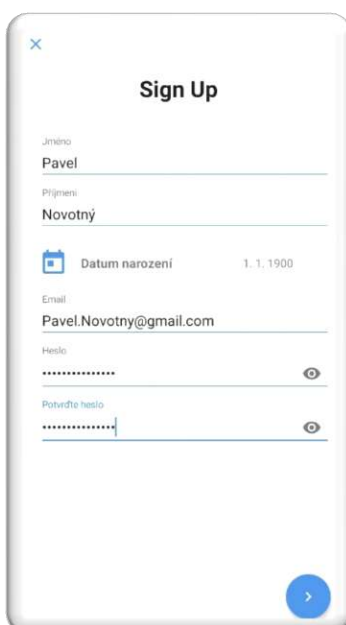 Sign Up
Jméno
Pavel
Příjmení
Novotný
Datum narození 1. 1. 1900
Email
Pavel.Novotny@gmail.com
Heslo
•••••••••••••••
Potvrďte heslo
•••••••••••••••